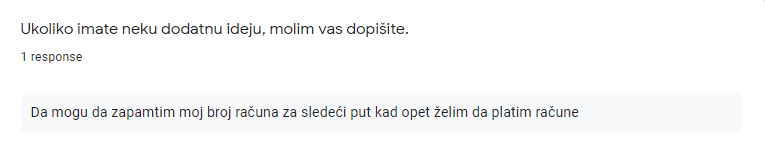 Ukoliko imate neku dodatnu ideju, molim vas dopišite.
1 response
Da mogu da zapamtim moj broj računa za sledeći put kad opet želim da platim račune